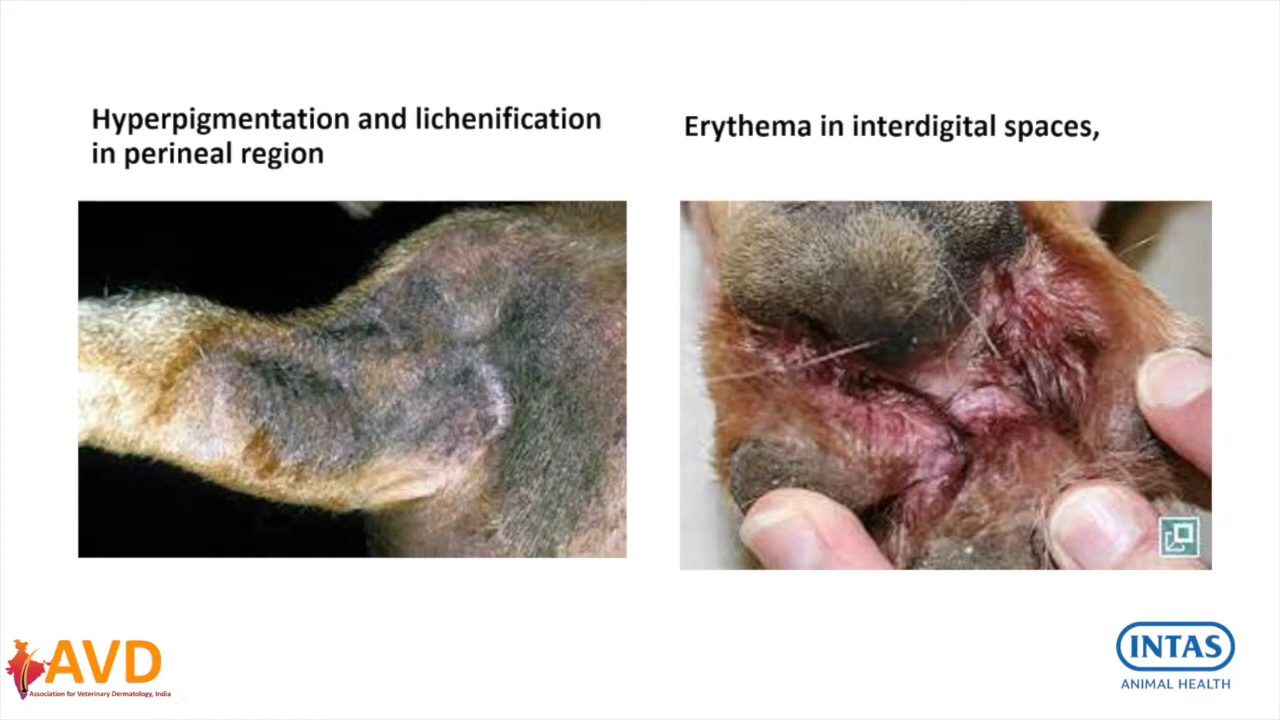 Hyperpigmentation and lichenification
in perineal region
Erythema in interdigital spaces,
AVD
Association for Veterinary Dermatology, India
INTAS
ANIMAL HEALTH